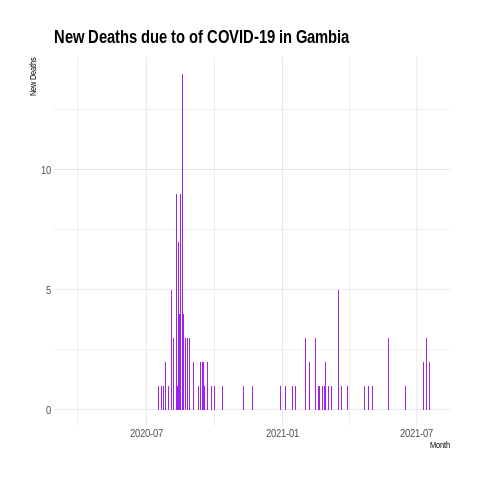 New Deaths due to of COVID-19 in Gambia
New Deaths
10
5
0
2020-07
2021-01
2021-07
Month